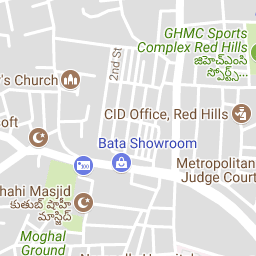 GHMC Sports
Complex Red Hills
జిహెచ్ఎంసి
స్పోర్ట్స్...
2nd St
r's Church
CID Office, Red Hills
oft
Bata Showroom
Metropolitan
Judge Court
hahi Masjid
కుతుబ్ షాహీ
మాస్జిద్
Moghal
Ground